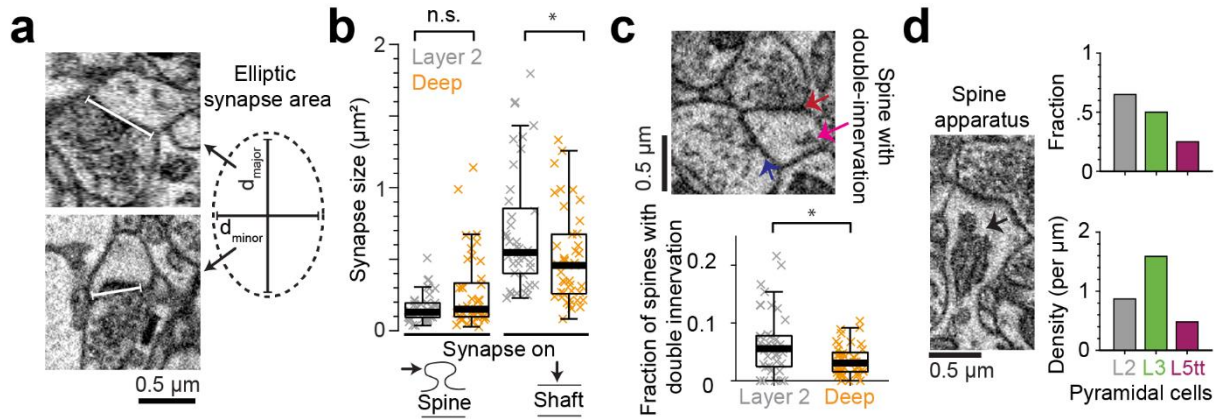 a
Elliptic
synapse area
d major
d minor
0.5 µm
b
n.s.
*
Layer 2
Deep
Synapse size (µm²)
2
1
0
Synapse on
Spine
Shaft
c
Spine with
double-innervation
0.5 µm
Fraction of spines with
double innervation
*
0.2
0.1
0
Layer 2
Deep
d
Spine
apparatus
0.5 µm
Fraction
1
.5
0
Density (per µm)
2
1
0
L2
L3
L5tt
Pyramidal cells